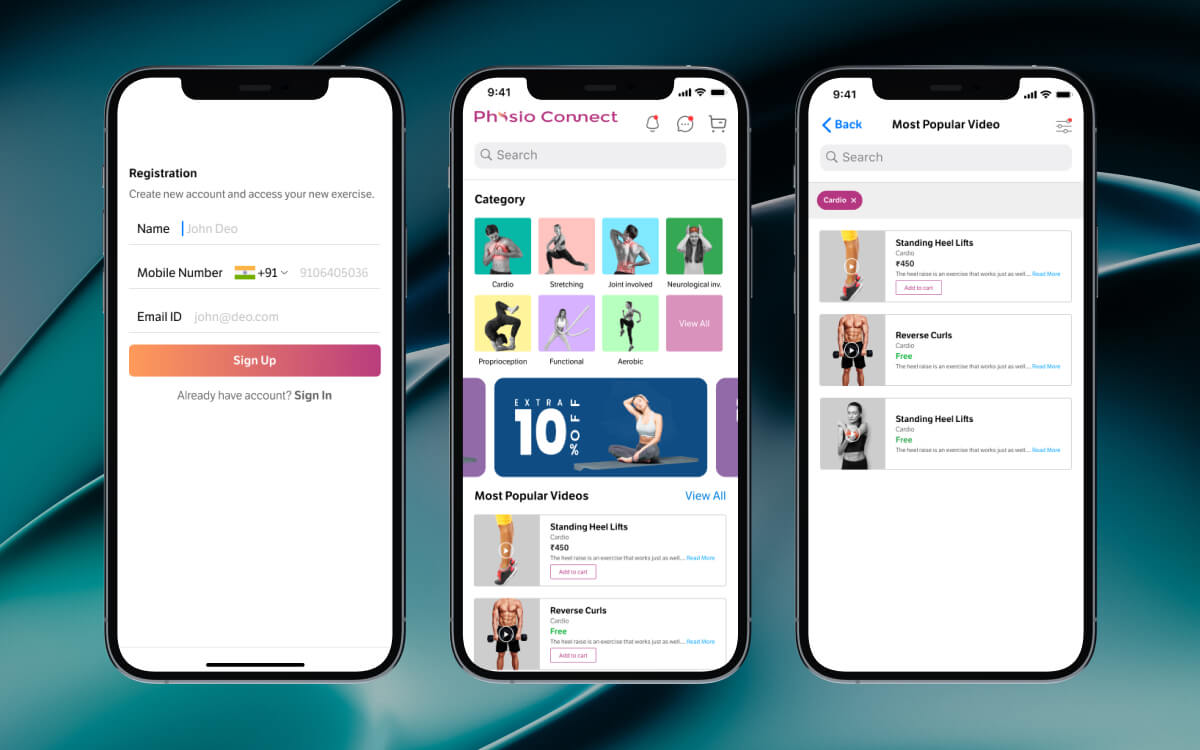 Registration
Create new account and access your new exercise.
Name John Deo
Mobile Number +91 9106405036
Email ID john@deo.com
Sign Up
Already have account? Sign In
9:41
Physio Connect
Search
Category
Cardio Stretching Joint involved Neurological inv.
View All
Proprioception Functional Aerobic
EXTRA
10 %OFF
Most Popular Videos View All
Standing Heel Lifts
Cardio
₹450
The heel raise is an exercise that works just as well... Read More
Add to cart
Reverse Curls
Cardio
Free
The heel raise is an exercise that works just as well... Read More
Add to cart
9:41
Back Most Popular Video
Search
Cardio ×
Standing Heel Lifts
Cardio
₹450
The heel raise is an exercise that works just as well... Read More
Add to cart
Reverse Curls
Cardio
Free
The heel raise is an exercise that works just as well... Read More
Standing Heel Lifts
Cardio
Free
The heel raise is an exercise that works just as well... Read More